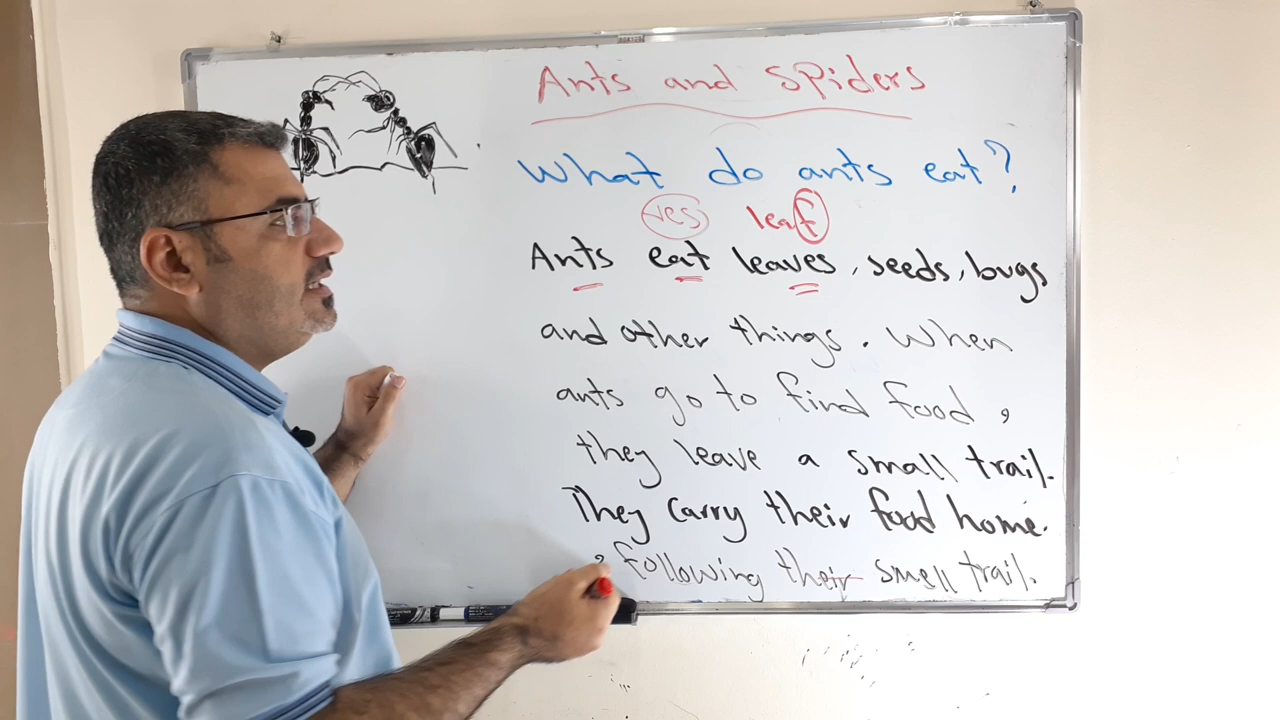 Ants and Spiders
What do ants eat?
ves leaf
Ants eat leaves, seeds, bugs
and other things. When
ants go to find food,
they leave a small trail.
They carry their food home.
, following their smell trail.